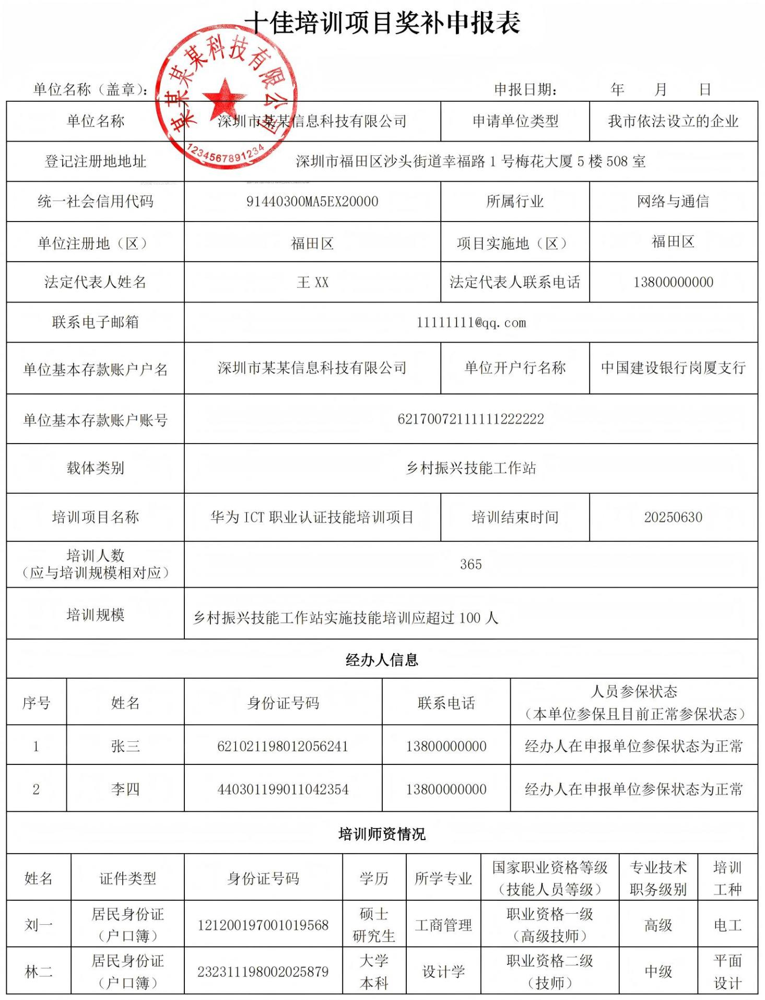 十佳培训项目奖补申报表
某某某某科技有限公司
1234567891234
单位名称（盖章）： 申报日期： 年 月 日
单位名称 深圳市某某信息科技有限公司 申请单位类型 我市依法设立的企业
登记注册地地址 深圳市福田区沙头街道幸福路1号梅花大厦5楼508室
统一社会信用代码 91440300MA5EX20000 所属行业 网络与通信
单位注册地（区） 福田区 项目实施地（区） 福田区
法定代表人姓名 王XX 法定代表人联系电话 13800000000
联系电子邮箱 11111111@qq.com
单位基本存款账户户名 深圳市某某信息科技有限公司 单位开户行名称 中国建设银行岗厦支行
单位基本存款账户账号 62170072111111222222
载体类别 乡村振兴技能工作站
培训项目名称 华为ICT职业认证技能培训项目 培训结束时间 20250630
培训人数
（应与培训规模相对应） 365
培训规模 乡村振兴技能工作站实施技能培训应超过100人
经办人信息
序号 姓名 身份证号码 联系电话 人员参保状态
（本单位参保且目前正常参保状态）
1 张三 621021198012056241 13800000000 经办人在申报单位参保状态为正常
2 李四 440301199011042354 13800000000 经办人在申报单位参保状态为正常
培训师资情况
姓名 证件类型 身份证号码 学历 所学专业 国家职业资格等级
（技能人员等级） 专业技术
职务级别 培训
工种
刘一 居民身份证
（户口簿） 121200197001019568 硕士
研究生 工商管理 职业资格一级
（高级技师） 高级 电工
林二 居民身份证
（户口簿） 232311198002025879 大学
本科 设计学 职业资格二级
（技师） 中级 平面
设计